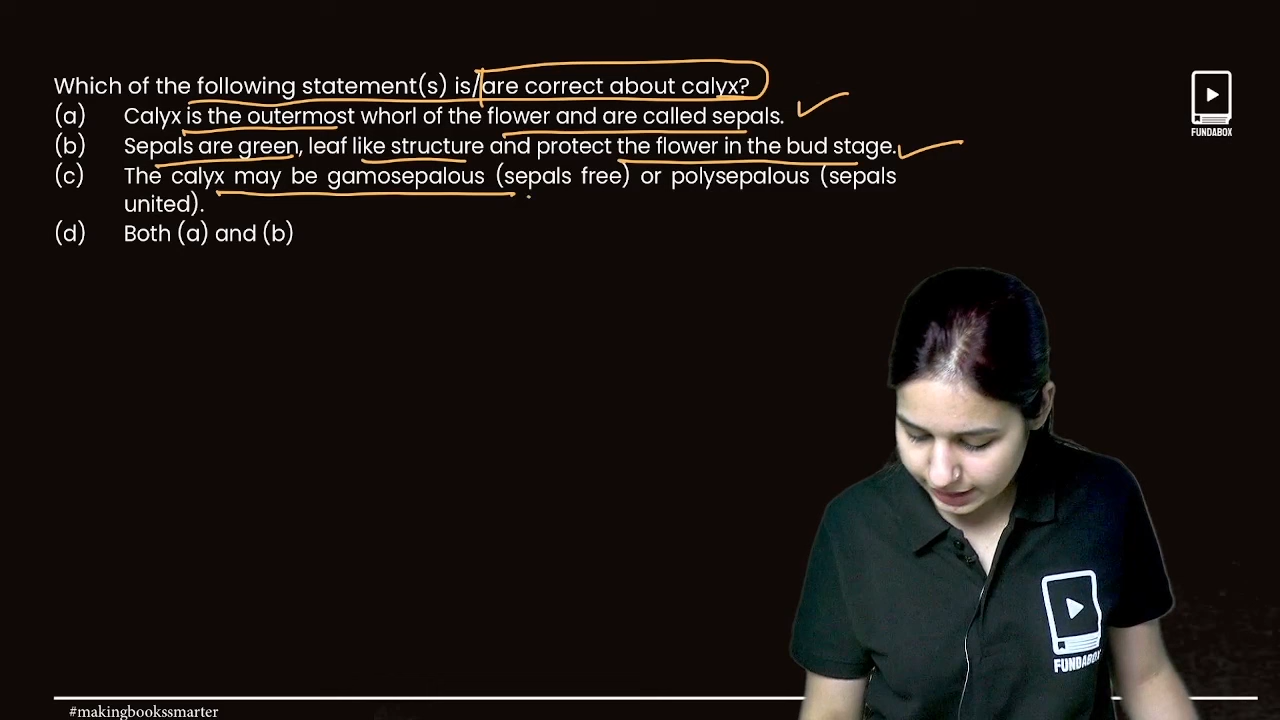 Which of the following statement(s) is/are correct about calyx?
(a) Calyx is the outermost whorl of the flower and are called sepals.
(b) Sepals are green, leaf like structure and protect the flower in the bud stage.
(c) The calyx may be gamosepalous (sepals free) or polysepalous (sepals
united).
(d) Both (a) and (b)
FUNDABOX
FUNDABOX
#makingbookssmarter